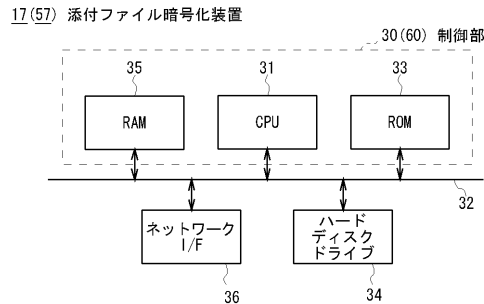 17(57) 添付ファイル暗号化装置
30(60) 制御部
35
31
33
RAM
CPU
ROM
32
ネットワーク
I/F
ハード
ディスク
ドライブ
36
34